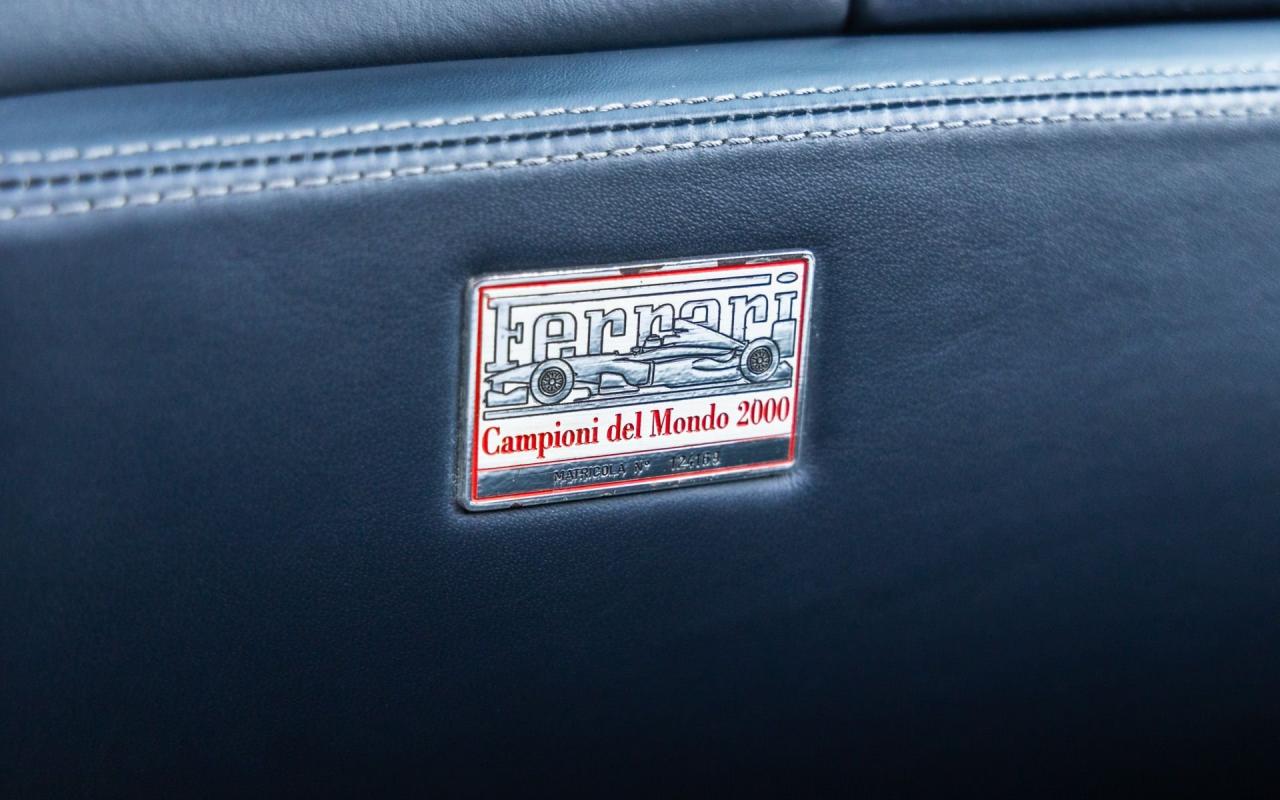 Ferrari
Campioni del Mondo 2000
MATRICOLA N°